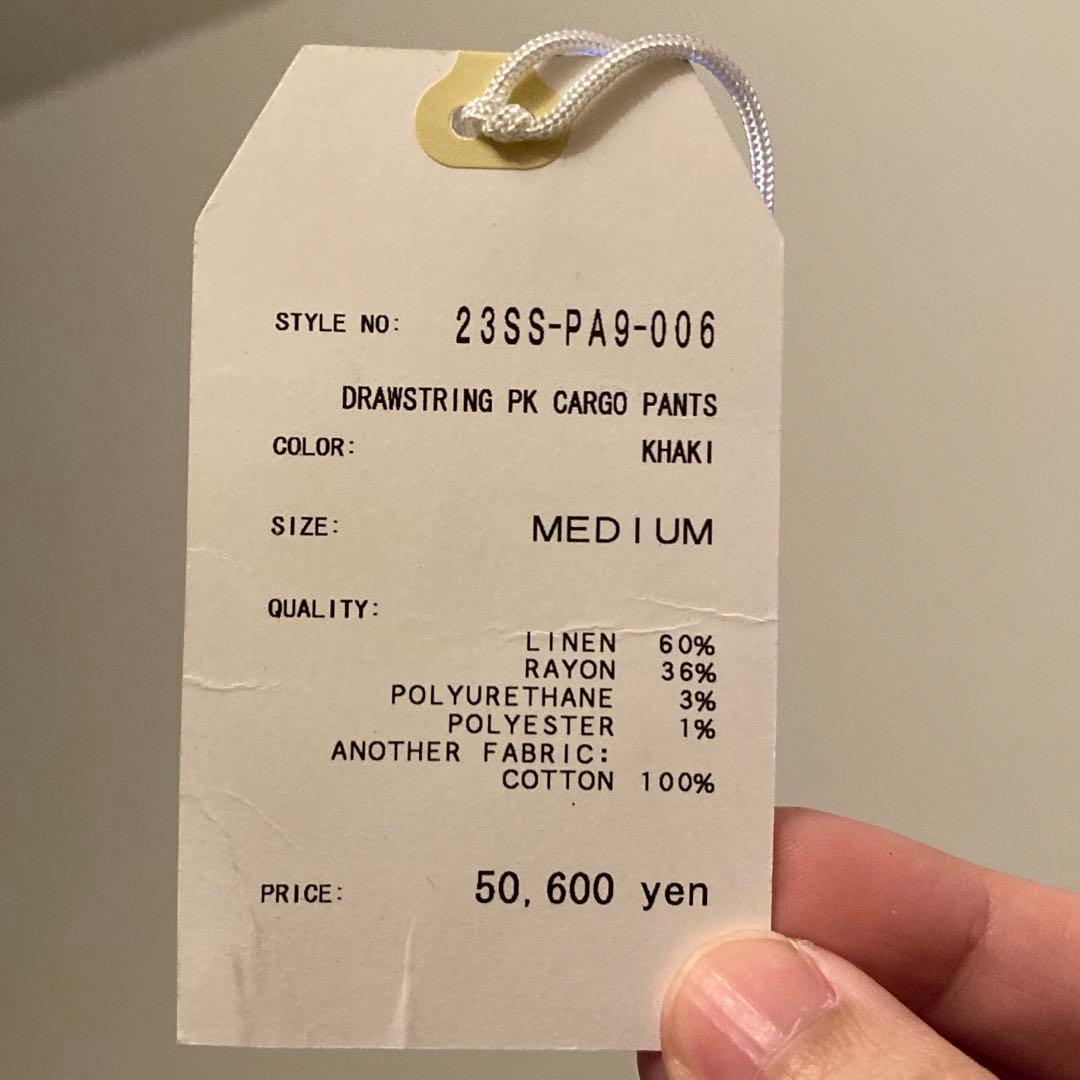 STYLE NO: 23SS-PA9-006
DRAWSTRING PK CARGO PANTS
COLOR: KHAKI
SIZE: MEDIUM
QUALITY:
LINEN 60%
RAYON 36%
POLYURETHANE 3%
POLYESTER 1%
ANOTHER FABRIC:
COTTON 100%
PRICE: 50,600 yen